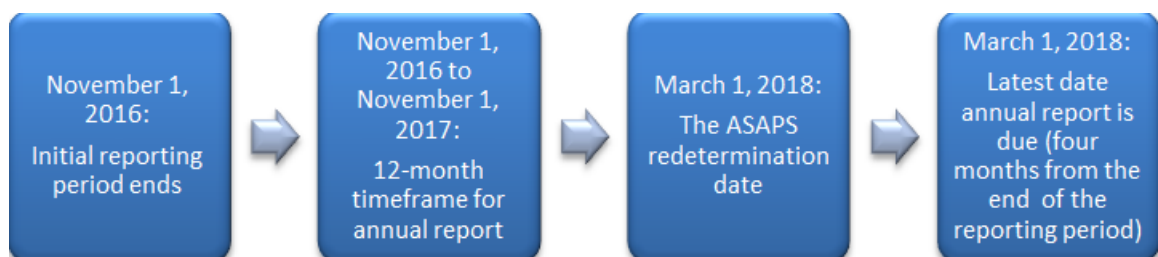 November 1,
2016:
Initial reporting
period ends
November 1,
2016 to
November 1,
2017:
12-month
timeframe for
annual report
March 1, 2018:
The ASAPS
redetermination
date
March 1, 2018:
Latest date
annual report is
due (four
months from the
end of the
reporting period)